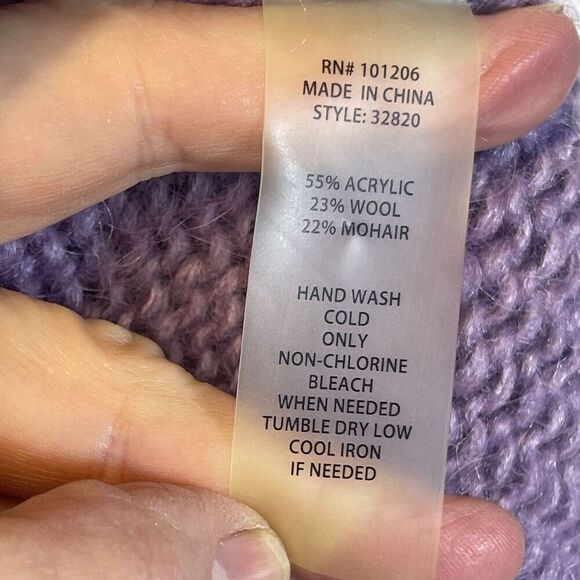 RN# 101206
MADE IN CHINA
STYLE: 32820
55% ACRYLIC
23% WOOL
22% MOHAIR
HAND WASH
COLD
ONLY
NON-CHLORINE
BLEACH
WHEN NEEDED
TUMBLE DRY LOW
COOL IRON
IF NEEDED